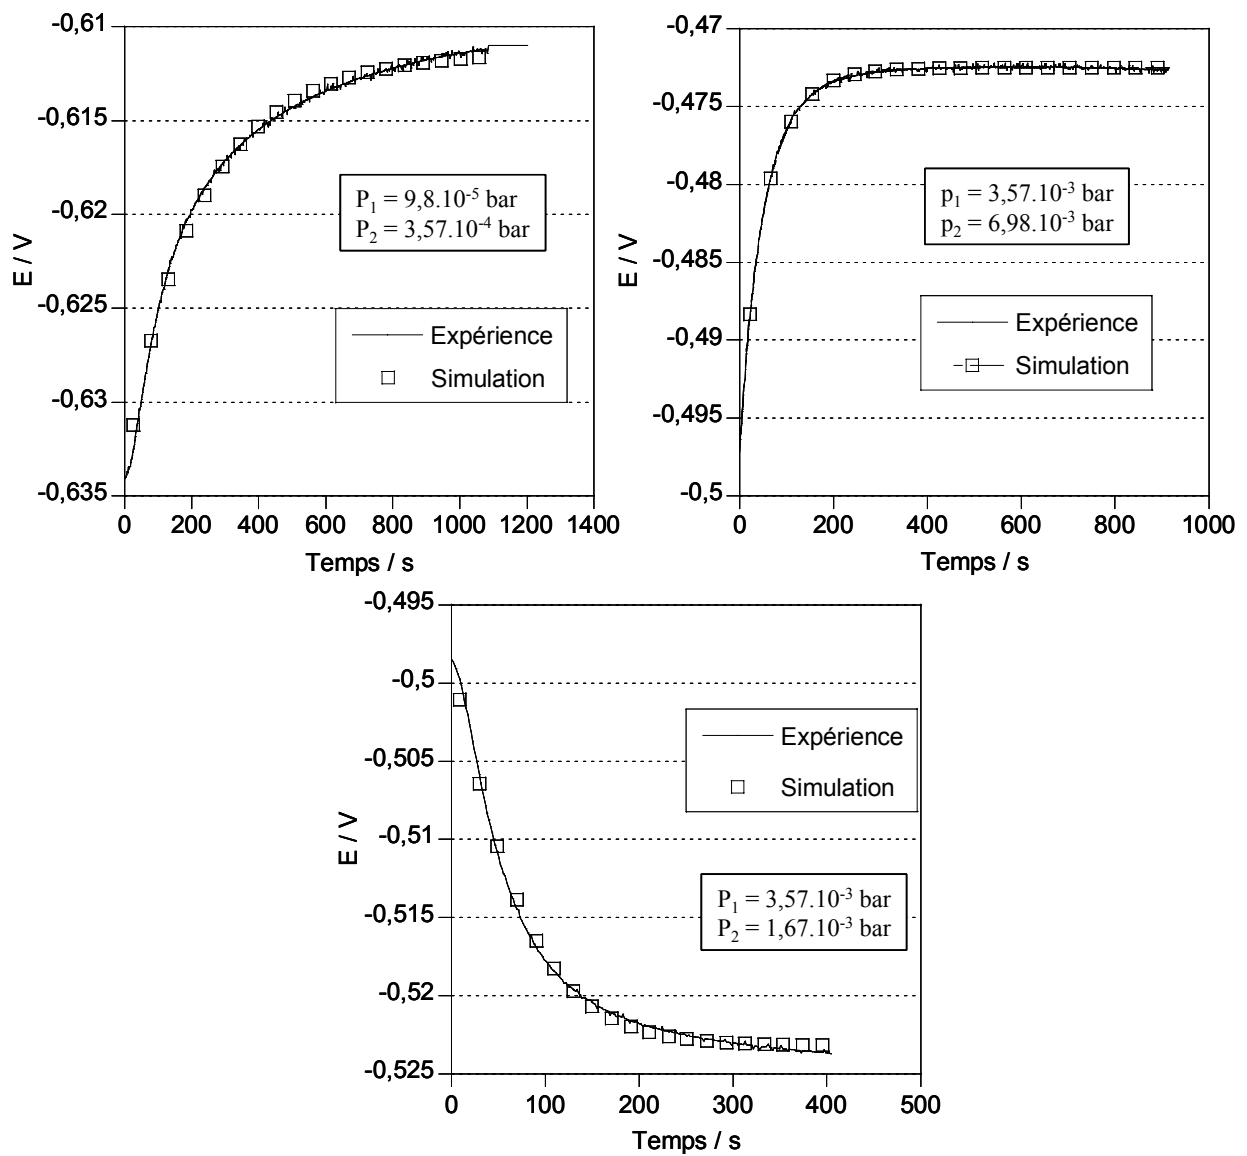 -0,61
-0,615
-0,62
-0,625
-0,63
-0,635
E / V
0 200 400 600 800 1000 1200 1400
Temps / s
P1 = 9,8.10-5 bar
P2 = 3,57.10-4 bar
Expérience
Simulation
-0,47
-0,475
-0,48
-0,485
-0,49
-0,495
-0,5
E / V
0 200 400 600 800 1000
Temps / s
p1 = 3,57.10-3 bar
p2 = 6,98.10-3 bar
Expérience
Simulation
-0,495
-0,5
-0,505
-0,51
-0,515
-0,52
-0,525
E / V
0 100 200 300 400 500
Temps / s
Expérience
Simulation
P1 = 3,57.10-3 bar
P2 = 1,67.10-3 bar